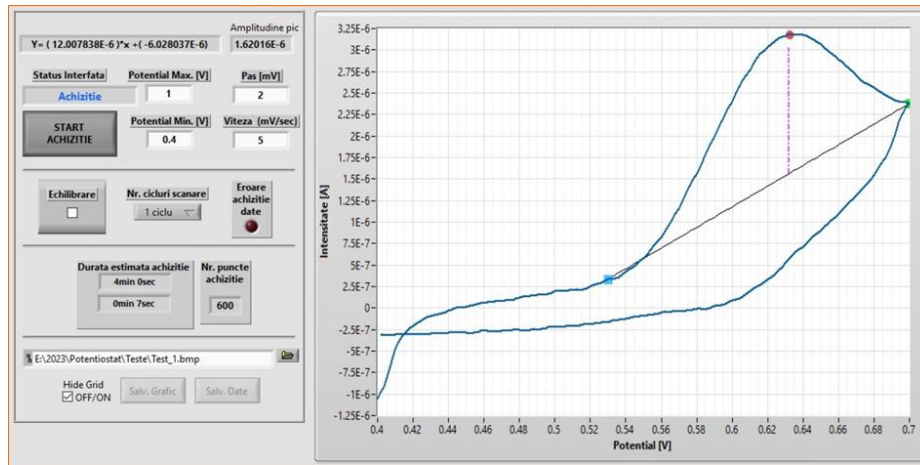 Amplitudine pic
Y= ( 12.007838E-6 )*x +( -6.028037E-6)
1.62016E-6
Status Interfata
Potential Max. [V]
Pas [mV]
Achizitie
1
2
START
ACHIZITIE
Potential Min. [V]
Viteza (mV/sec)
0.4
5
Echilibrare
Nr. cicluri scanare
1 ciclu
Eroare
achizitie
date
Durata estimata achizitie
4min 0sec
0min 7sec
Nr. puncte
achizitie
600
E:\2023\Potentiostat\Teste\Test_1.bmp
Hide Grid
OFF/ON
Salv. Grafic
Salv. Date
Intensitate [A]
3.25E-6
3E-6
2.75E-6
2.5E-6
2.25E-6
2E-6
1.75E-6
1.5E-6
1.25E-6
1E-6
7.5E-7
5E-7
2.5E-7
0
-2.5E-7
-5E-7
-7.5E-7
-1E-6
-1.25E-6
0.4 0.42 0.44 0.46 0.48 0.5 0.52 0.54 0.56 0.58 0.6 0.62 0.64 0.66 0.68 0.7
Potential [V]